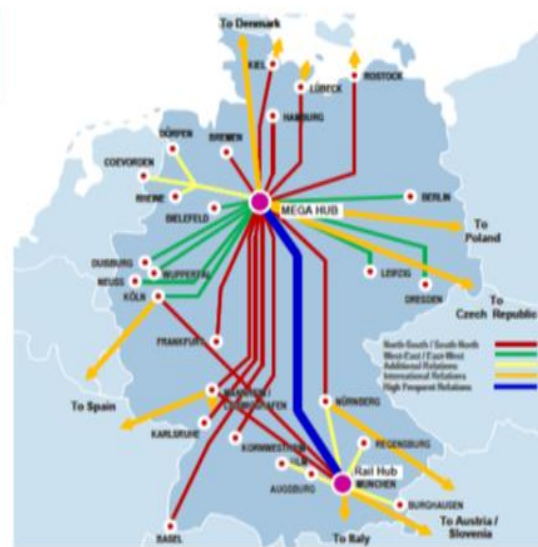 To Denmark
KIEL
ROSTOCK
LÜBECK
HAMBURG
DÖRPEN
BREMEN
COEVORDEN
RHEINE
BERLIN
BIELEFELD
MEGA HUB
To
Poland
DUISBURG
WUPPERTAL
LEIPZIG
NEUSS
DRESDEN
KÖLN
To
Czech Republic
FRANKFURT
North-South / South-North
West-East / East-West
Additional Relations
International Relations
High Frequent Relations
To Spain
MANNHEIM /
LUDWIGSHAFEN
NÜRNBERG
KARLSRUHE
KORNWESTHEIM
REGENSBURG
ULM
Rail Hub
AUGSBURG
MÜNCHEN
BURGHAUSEN
BASEL
To Italy
To Austria /
Slovenia